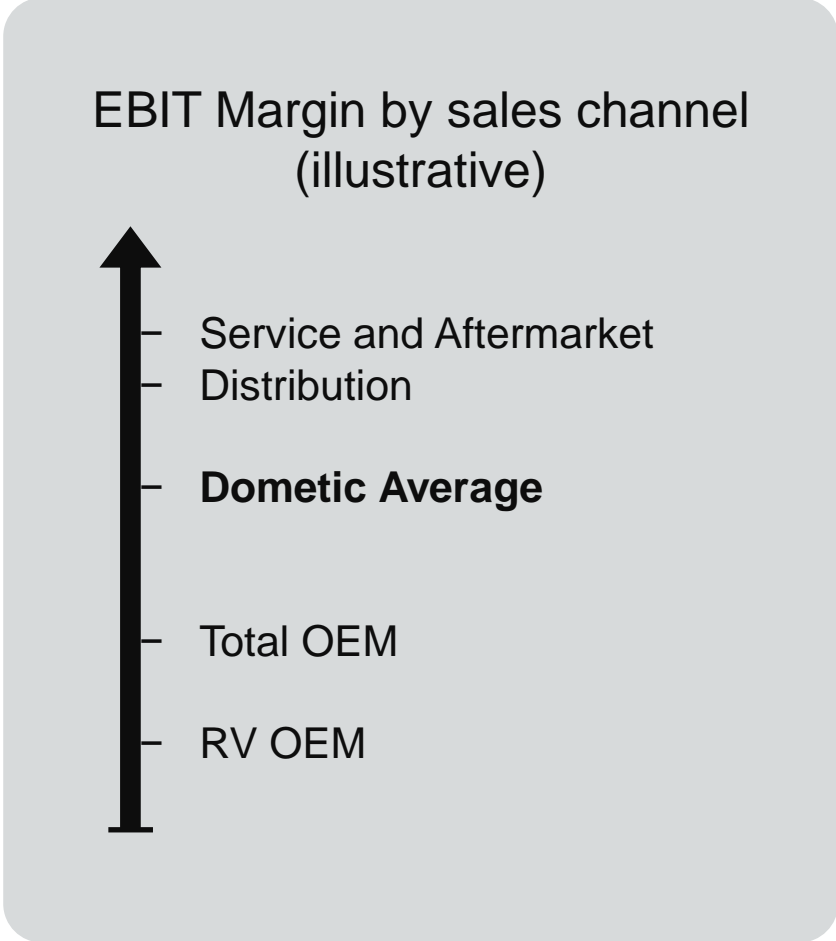 EBIT Margin by sales channel
(illustrative)
Service and Aftermarket
Distribution
Dometic Average
Total OEM
RV OEM